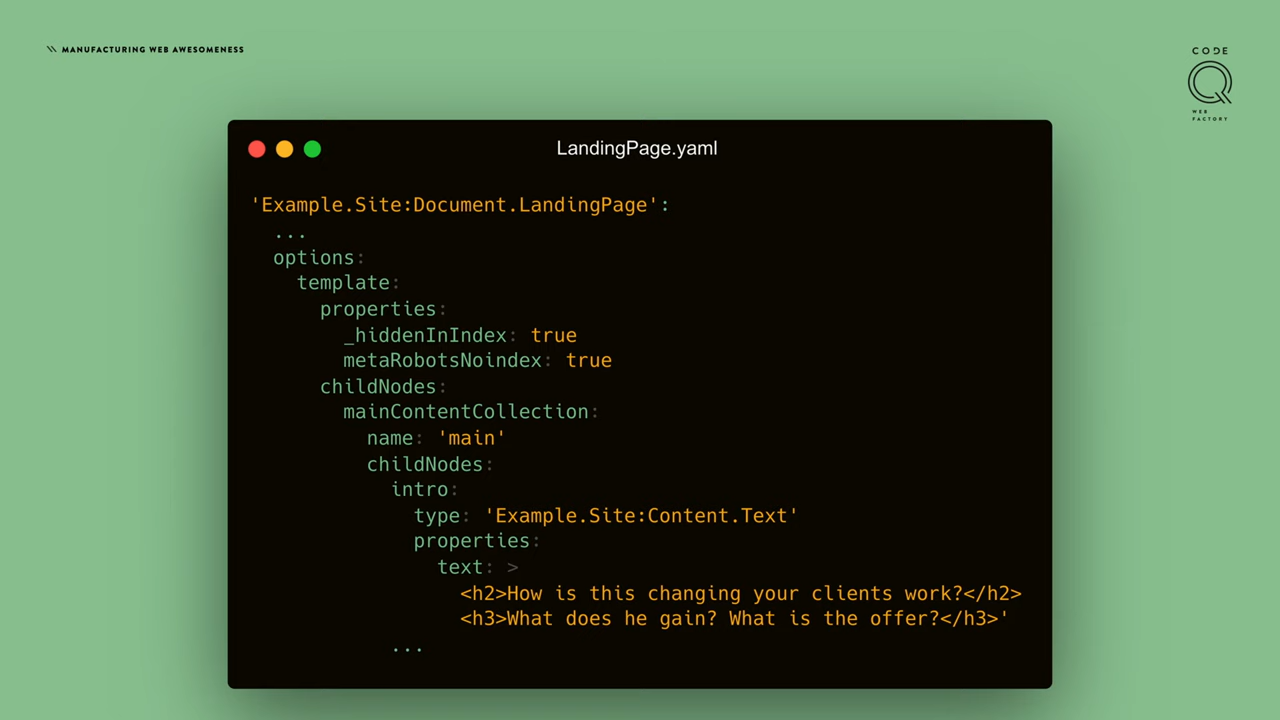 \\ MANUFACTURING WEB AWESOMENESS
CODE
Q
WEB
FACTORY
LandingPage.yaml
'Example.Site:Document.LandingPage':
  ...
  options:
    template:
      properties:
        _hiddenInIndex: true
        metaRobotsNoindex: true
      childNodes:
        mainContentCollection:
          name: 'main'
          childNodes:
            intro:
              type: 'Example.Site:Content.Text'
              properties:
                text: >
                  <h2>How is this changing your clients work?</h2>
                  <h3>What does he gain? What is the offer?</h3>'
            ...